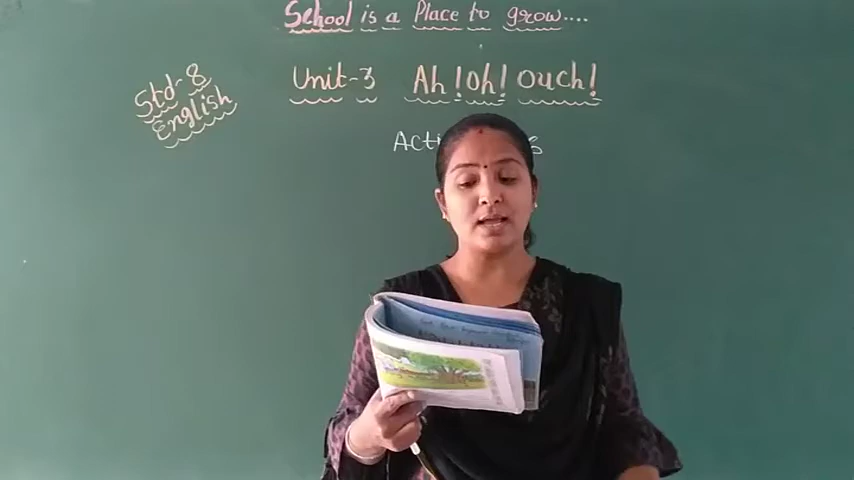 School is a Place to grow....
Std-8
English
Unit-3 Ah!oh! ouch!